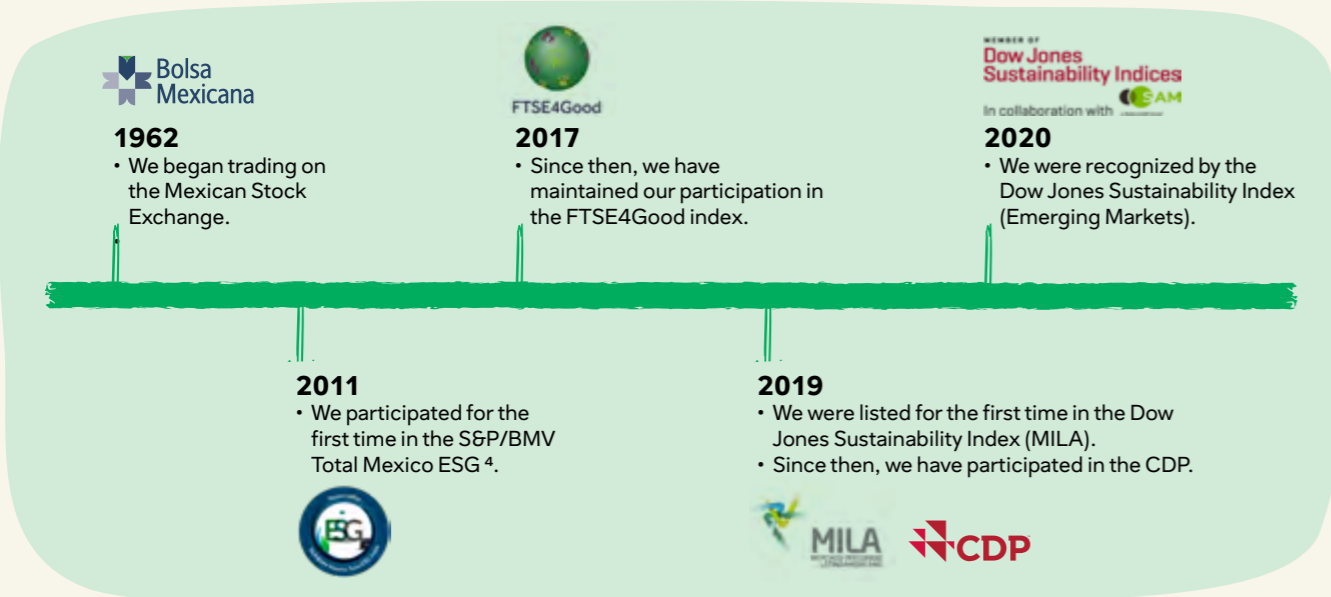 Bolsa
Mexicana
1962
• We began trading on
the Mexican Stock
Exchange.
FTSE4Good
2017
• Since then, we have
maintained our participation in
the FTSE4Good index.
MEMBER OF
Dow Jones
Sustainability Indices
In collaboration with SAM
2020
• We were recognized by the
Dow Jones Sustainability Index
(Emerging Markets).
2011
• We participated for the
first time in the S&P/BMV
Total Mexico ESG ⁴.
ESG
2019
• We were listed for the first time in the Dow
Jones Sustainability Index (MILA).
• Since then, we have participated in the CDP.
MILA
CDP